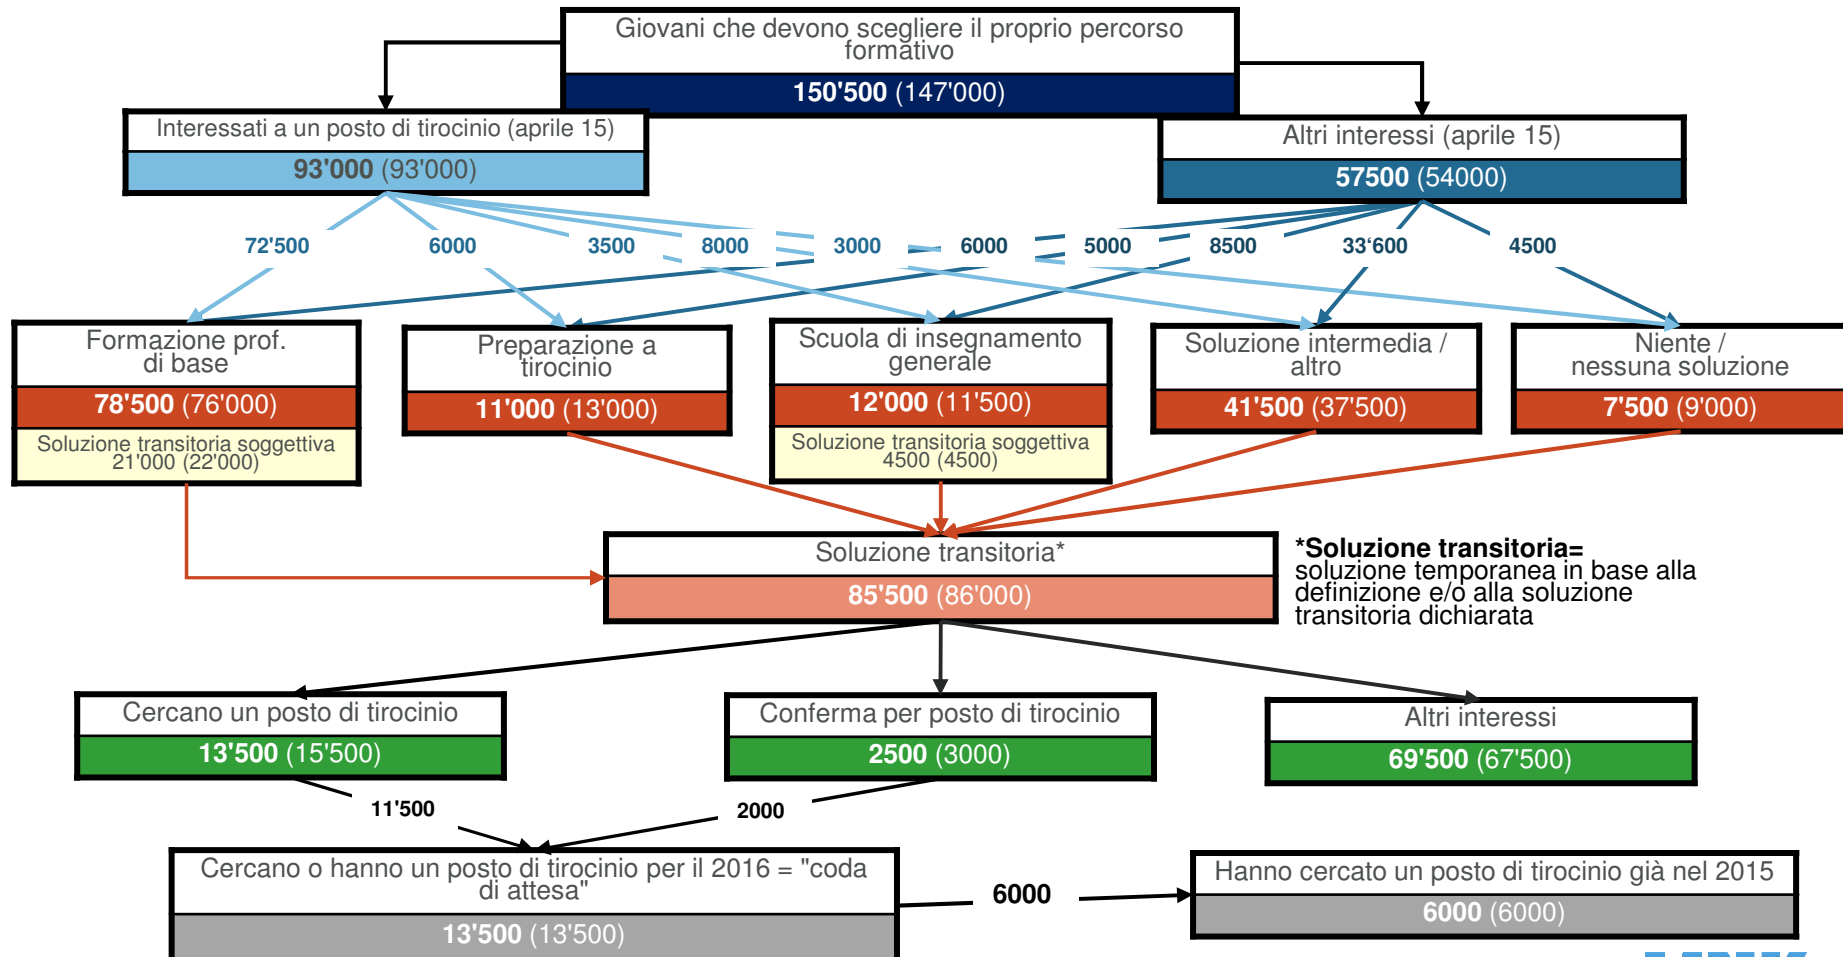 Giovani che devono scegliere il proprio percorso
formativo
150'500 (147'000)
Interessati a un posto di tirocinio (aprile 15)
93'000 (93'000)
Altri interessi (aprile 15)
57500 (54000)
72'500
6000
3500
8000
3000
6000
5000
8500
33‘600
4500
Formazione prof.
di base
78'500 (76'000)
Soluzione transitoria soggettiva
21'000 (22'000)
Preparazione a
tirocinio
11'000 (13'000)
Scuola di insegnamento
generale
12'000 (11'500)
Soluzione transitoria soggettiva
4500 (4500)
Soluzione intermedia /
altro
41'500 (37'500)
Niente /
nessuna soluzione
7'500 (9'000)
Soluzione transitoria*
85'500 (86'000)
*Soluzione transitoria=
soluzione temporanea in base alla
definizione e/o alla soluzione
transitoria dichiarata
Cercano un posto di tirocinio
13'500 (15'500)
Conferma per posto di tirocinio
2500 (3000)
Altri interessi
69'500 (67'500)
11'500
2000
Cercano o hanno un posto di tirocinio per il 2016 = "coda
di attesa"
13'500 (13'500)
6000
Hanno cercato un posto di tirocinio già nel 2015
6000 (6000)